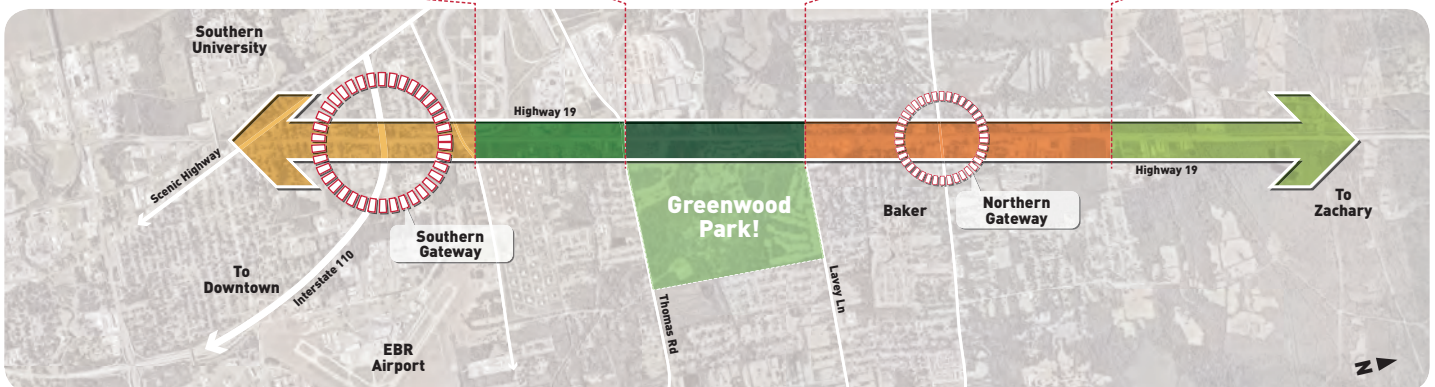 Southern
University
Highway 19
Scenic Highway
Southern
Gateway
To
Downtown
Interstate 110
EBR
Airport
Greenwood
Park!
Thomas Rd
Lavey Ln
Baker
Northern
Gateway
Highway 19
To
Zachary
N